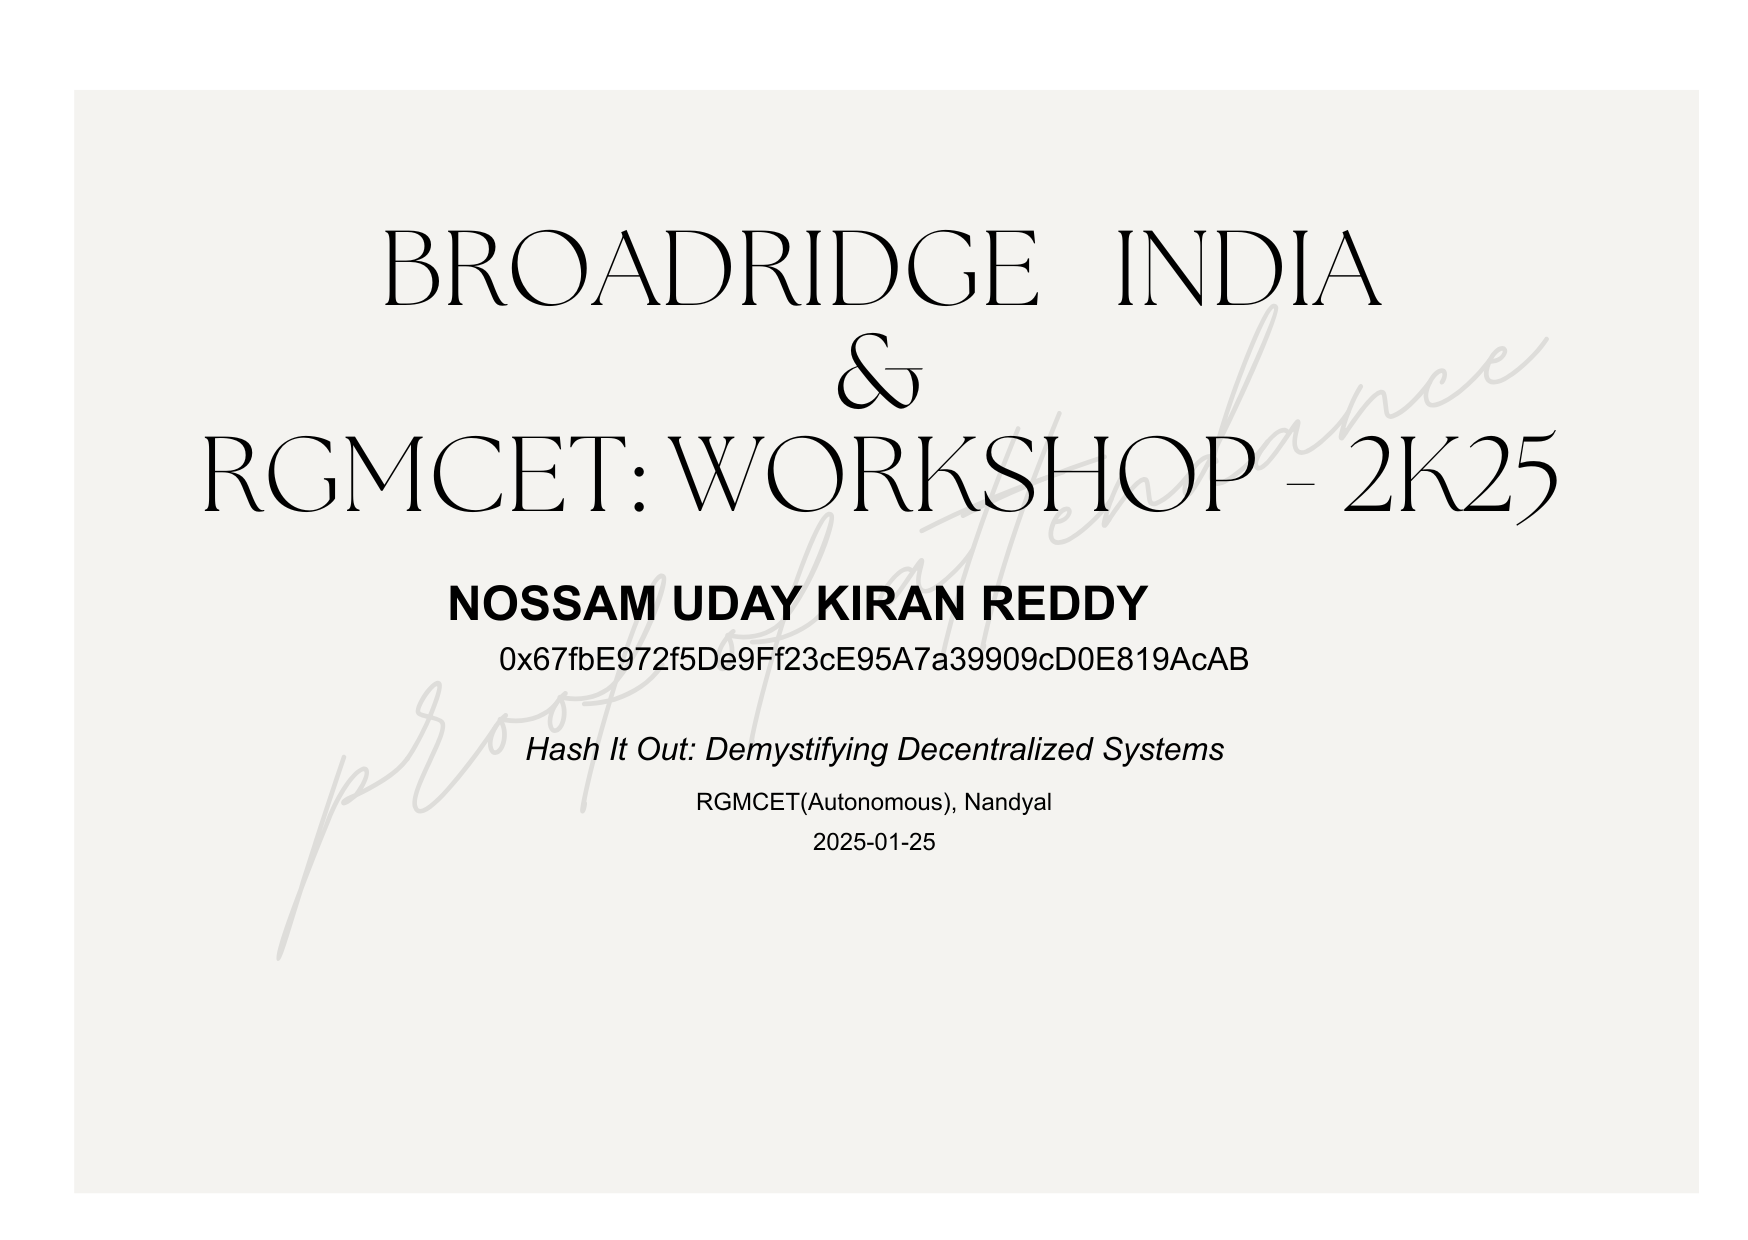 BROADRIDGE INDIA
&
RGMCET: WORKSHOP - 2K25
proof of attendance
NOSSAM UDAY KIRAN REDDY
0x67fbE972f5De9Ff23cE95A7a39909cD0E819AcAB
Hash It Out: Demystifying Decentralized Systems
RGMCET(Autonomous), Nandyal
2025-01-25